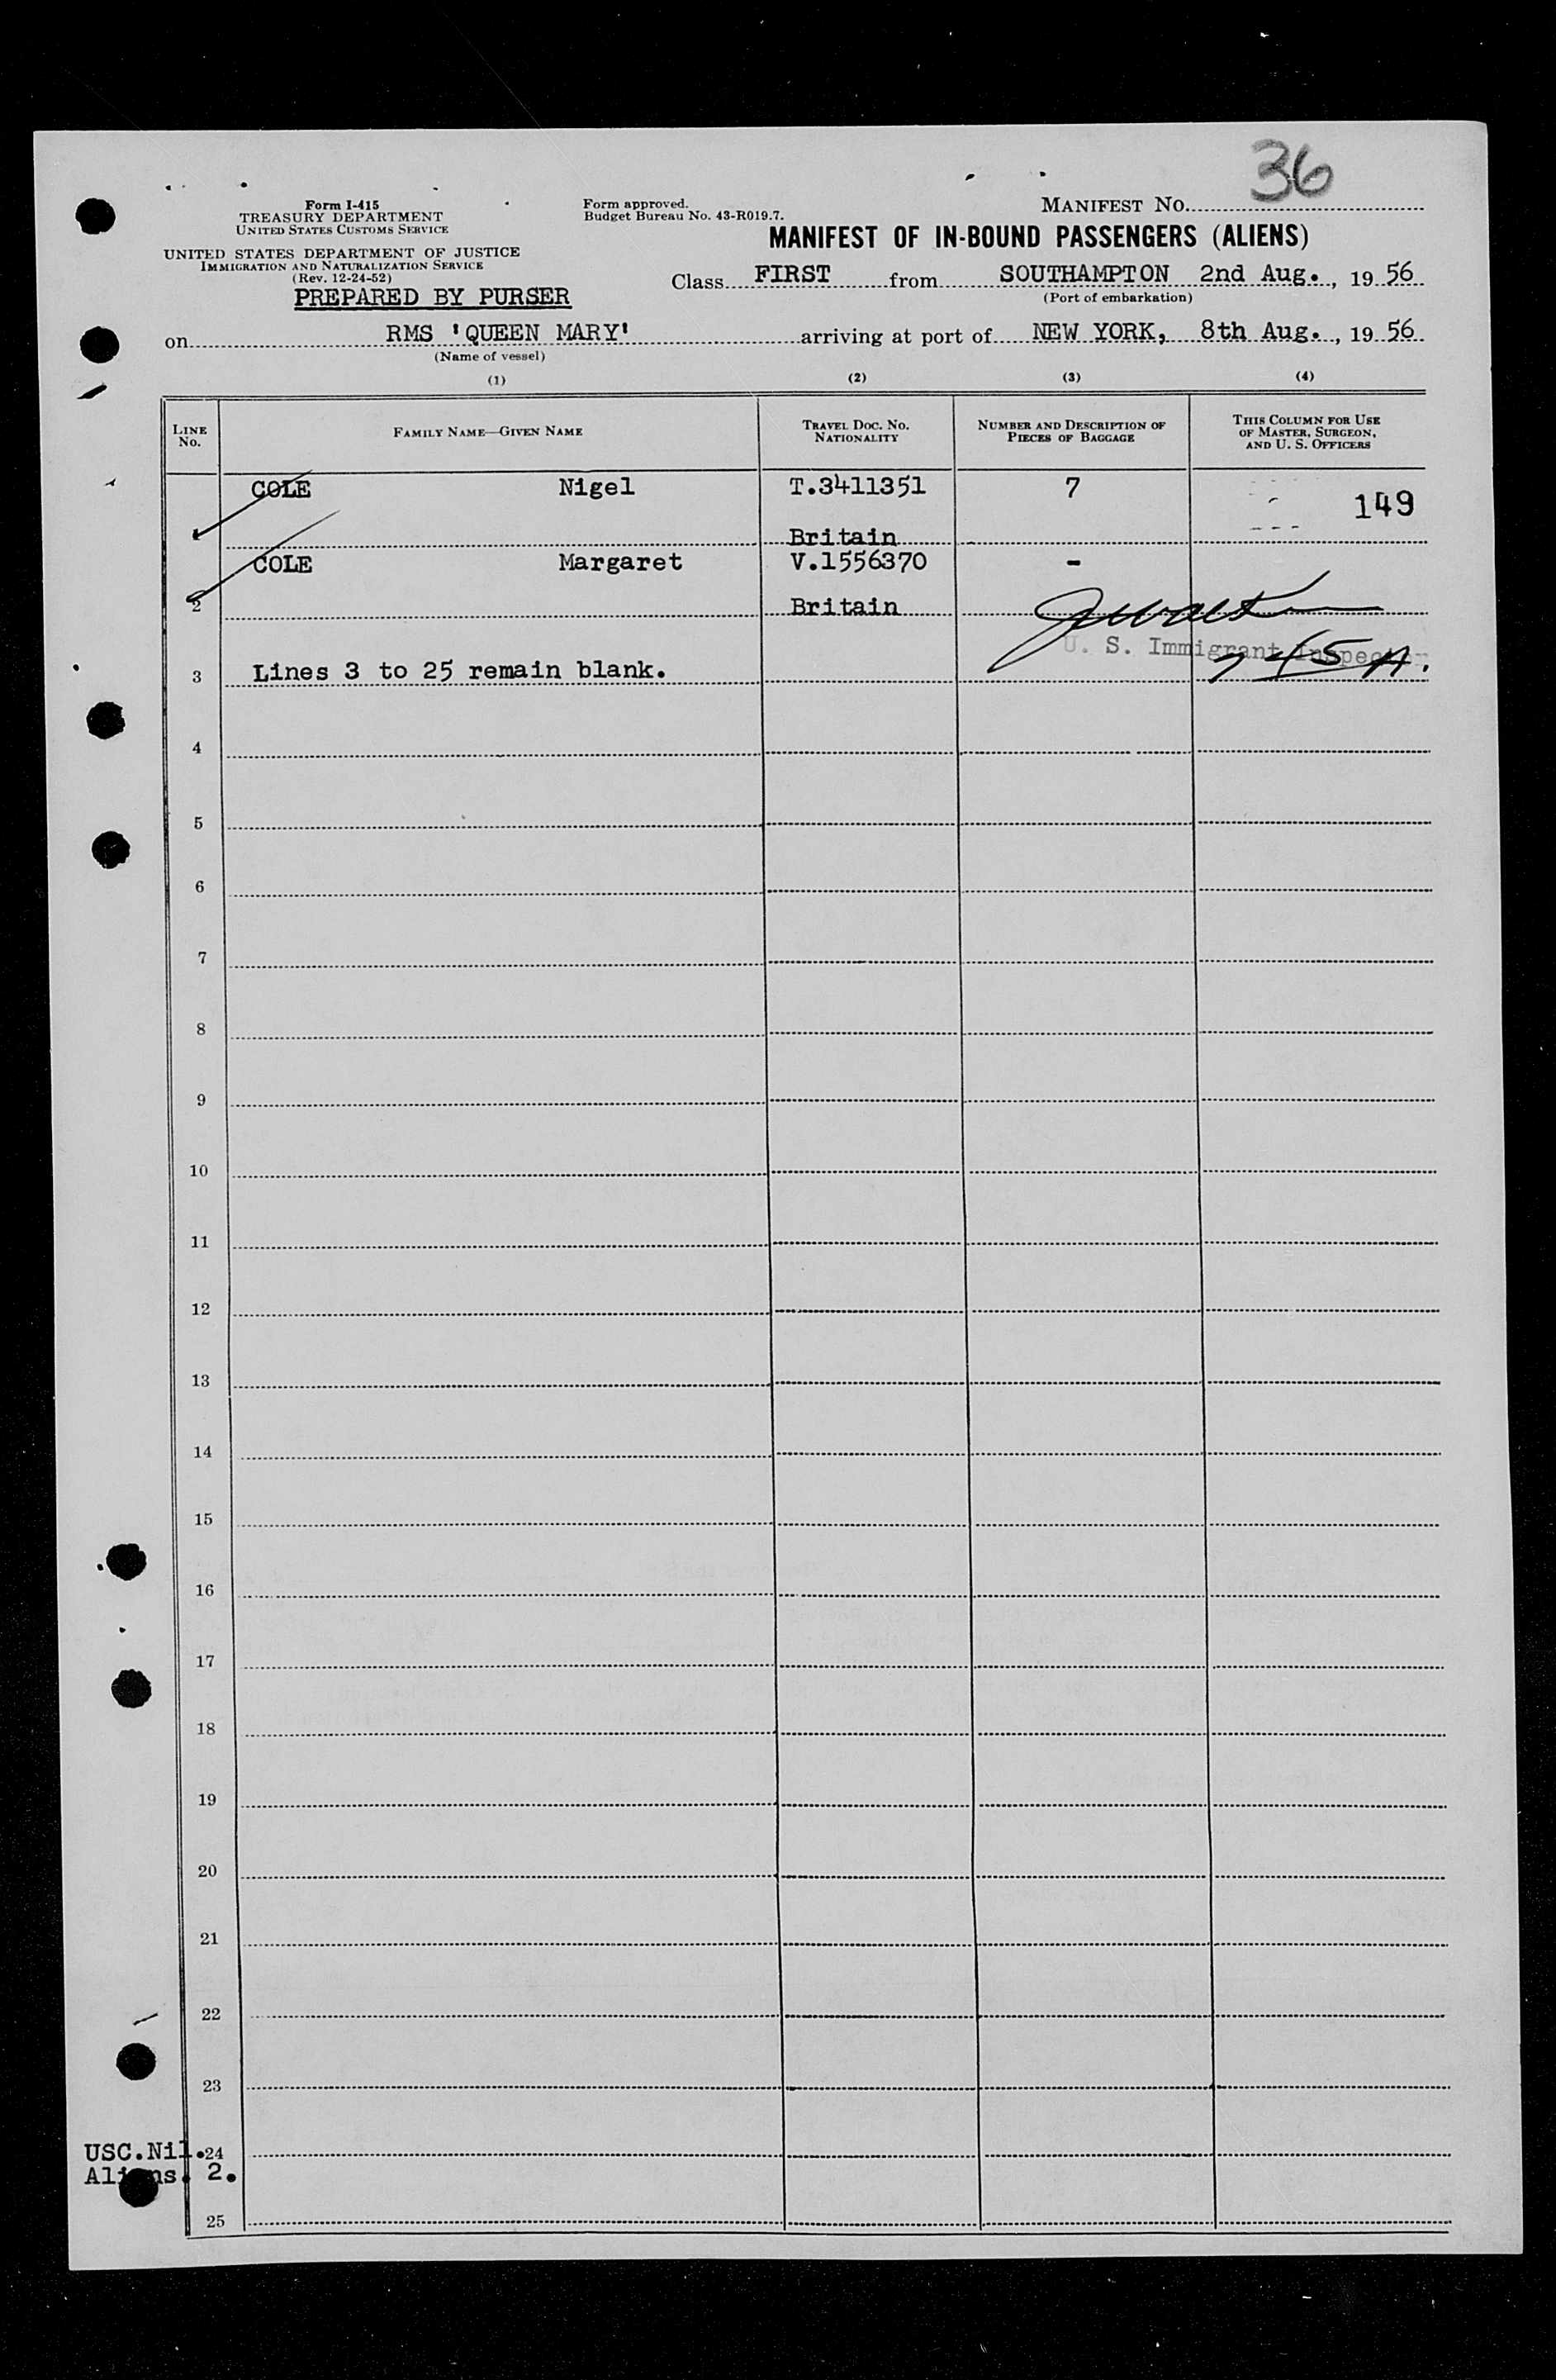 36
Form I-415
TREASURY DEPARTMENT
UNITED STATES CUSTOMS SERVICE
UNITED STATES DEPARTMENT OF JUSTICE
IMMIGRATION AND NATURALIZATION SERVICE
(Rev. 12-24-52)
PREPARED BY PURSER
Form approved.
Budget Bureau No. 43-R019.7.
MANIFEST NO.
MANIFEST OF IN-BOUND PASSENGERS (ALIENS)
Class FIRST from SOUTHAMPTON 2nd Aug., 19 56
(Port of embarkation)
on RMS 'QUEEN MARY' arriving at port of NEW YORK, 8th Aug., 19 56
(Name of vessel)
(1) (2) (3) (4)
LINE NO. FAMILY NAME—GIVEN NAME TRAVEL DOC. NO. NATIONALITY NUMBER AND DESCRIPTION OF PIECES OF BAGGAGE THIS COLUMN FOR USE OF MASTER, SURGEON, AND U. S. OFFICERS
COLE Nigel T.3411351 7 149
1 Britain
COLE Margaret V.1556370 -
2 Britain
U. S. Immigrant Inspector
3 Lines 3 to 25 remain blank.
4
5
6
7
8
9
10
11
12
13
14
15
16
17
18
19
20
21
22
23
USC.Nil. 24
Aliens. 2.
25